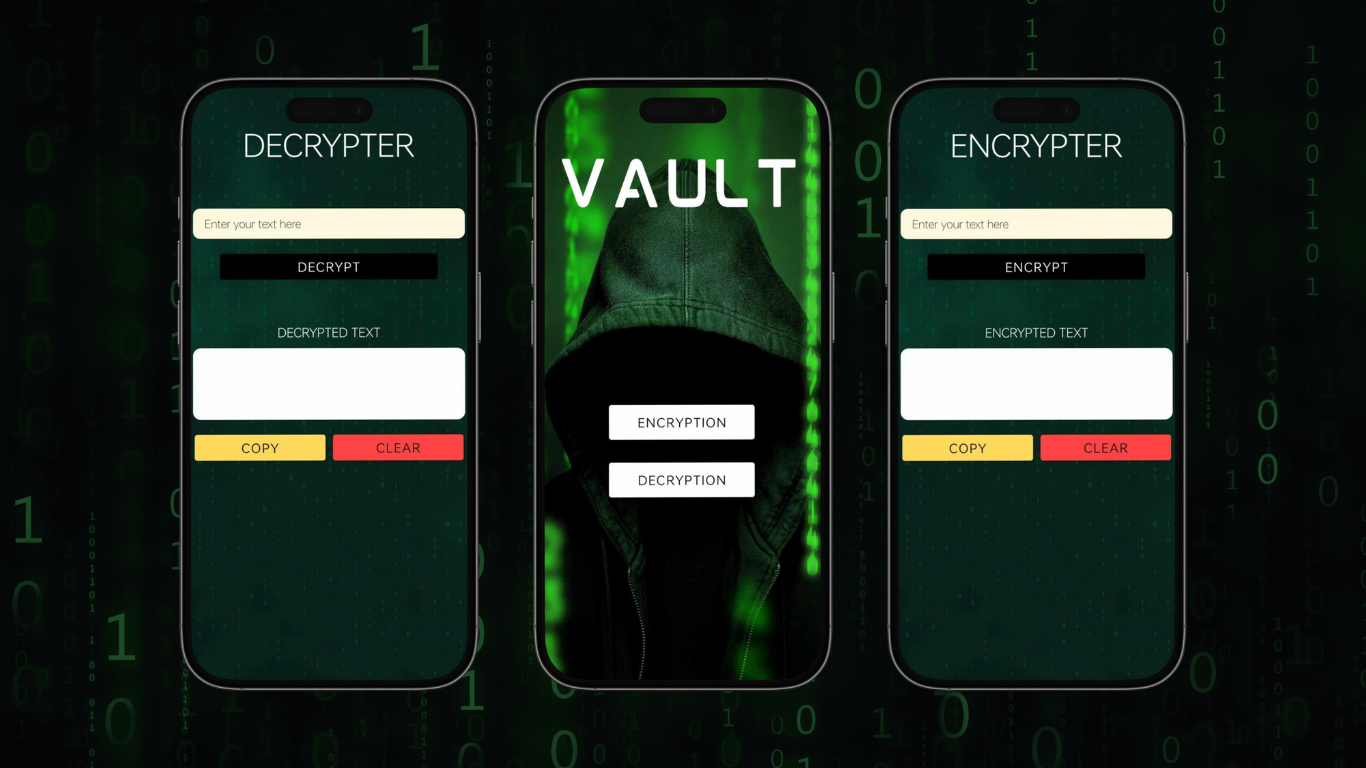 DECRYPTER
Enter your text here
DECRYPT
DECRYPTED TEXT
COPY
CLEAR
VAULT
ENCRYPTION
DECRYPTION
ENCRYPTER
Enter your text here
ENCRYPT
ENCRYPTED TEXT
COPY
CLEAR